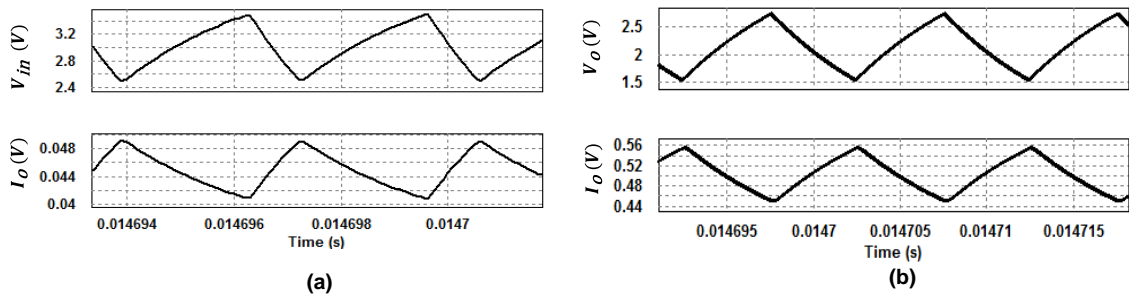 V_in (V)
3.2
2.4
I_o (V)
0.048
0.044
0.04
0.014694
0.014696
0.014698
0.0147
Time (s)
(a)
V_o (V)
2.5
2
1.5
I_o (V)
0.56
0.52
0.48
0.44
0.014695
0.0147
0.014705
0.01471
0.014715
Time (s)
(b)